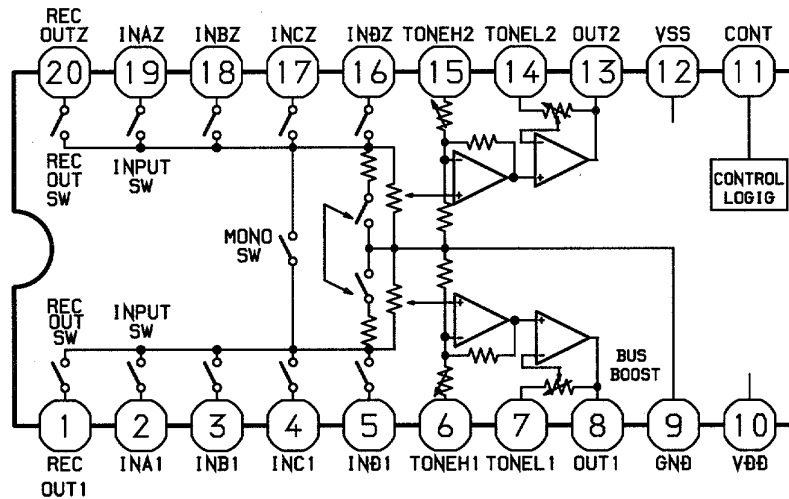 REC
OUTZ INAZ INBZ INCZ INDZ TONEH2 TONEL2 OUT2 VSS CONT
20 19 18 17 16 15 14 13 12 11
REC
OUT
SW
INPUT
SW
CONTROL
LOGIG
MONO
SW
REC
OUT
SW
INPUT
SW
BUS
BOOST
1 2 3 4 5 6 7 8 9 10
REC
OUT1
INA1 INB1 INC1 IND1 TONEH1 TONEL1 OUT1 GND VDD